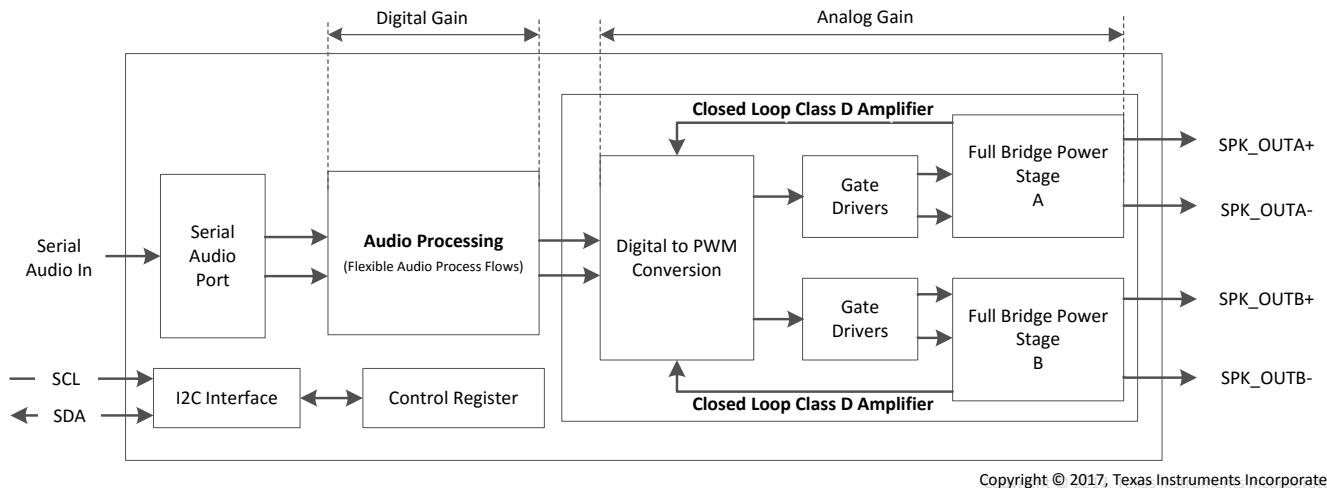 Digital Gain
Analog Gain
Closed Loop Class D Amplifier
Serial
Audio In
Serial
Audio
Port
Audio Processing
(Flexible Audio Process Flows)
Digital to PWM
Conversion
Gate
Drivers
Full Bridge Power
Stage
A
SPK_OUTA+
SPK_OUTA-
Gate
Drivers
Full Bridge Power
Stage
B
SPK_OUTB+
SPK_OUTB-
SCL
SDA
I2C Interface
Control Register
Closed Loop Class D Amplifier
Copyright © 2017, Texas Instruments Incorporate